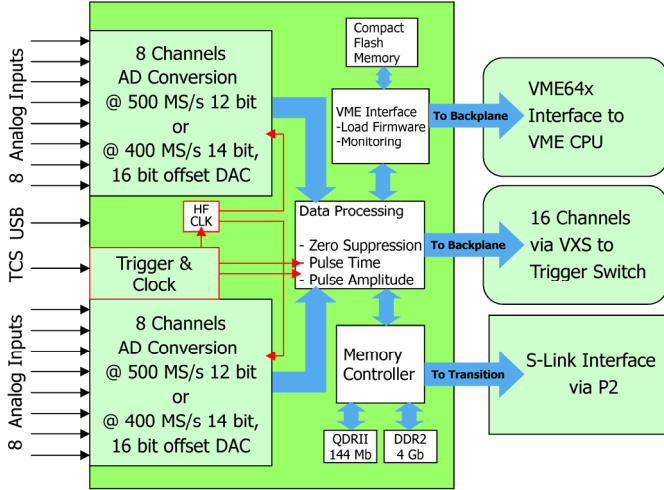 8 Analog Inputs
USB
TCS
8 Analog Inputs
8 Channels
AD Conversion
@ 500 MS/s 12 bit
or
@ 400 MS/s 14 bit,
16 bit offset DAC
HF
CLK
Trigger &
Clock
8 Channels
AD Conversion
@ 500 MS/s 12 bit
or
@ 400 MS/s 14 bit,
16 bit offset DAC
Compact
Flash
Memory
VME Interface
-Load Firmware
-Monitoring
Data Processing
- Zero Suppression
- Pulse Time
- Pulse Amplitude
Memory
Controller
QDRII
144 Mb
DDR2
4 Gb
To Backplane
VME64x
Interface to
VME CPU
To Backplane
16 Channels
via VXS to
Trigger Switch
To Transition
S-Link Interface
via P2